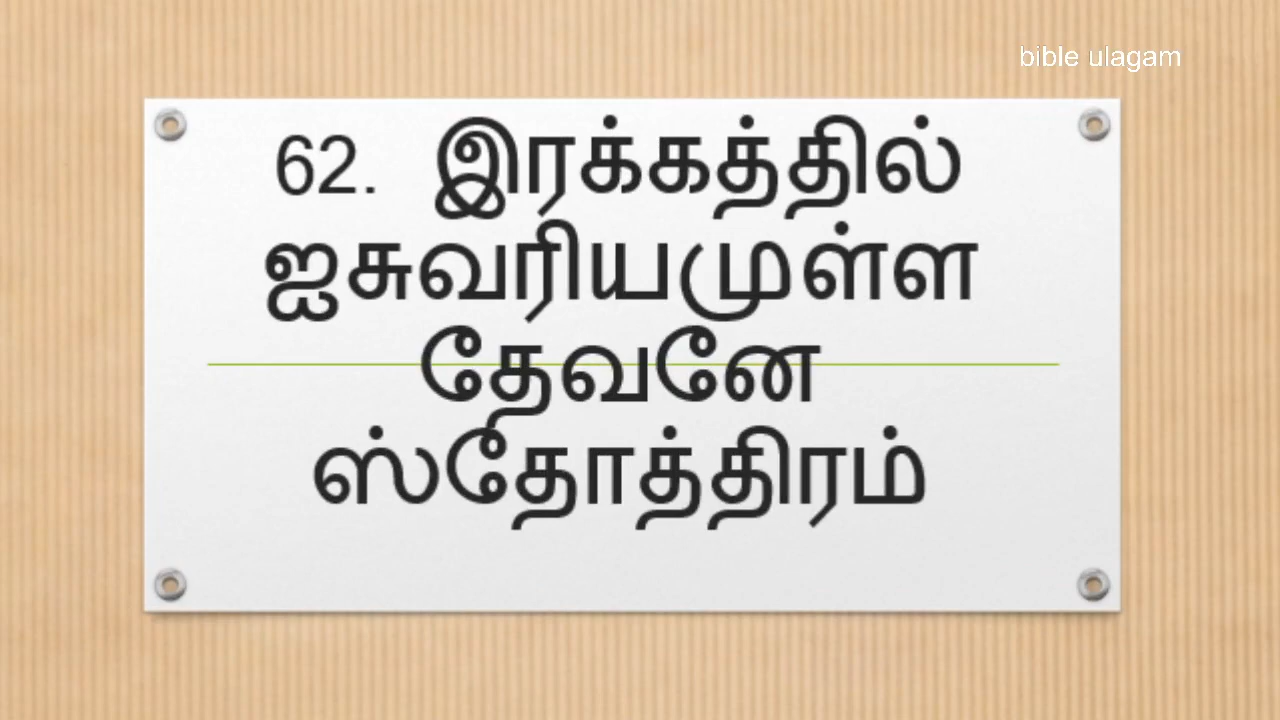 bible ulagam
62. இரக்கத்தில்
ஐசுவரியமுள்ள
தேவனே
ஸ்தோத்திரம்